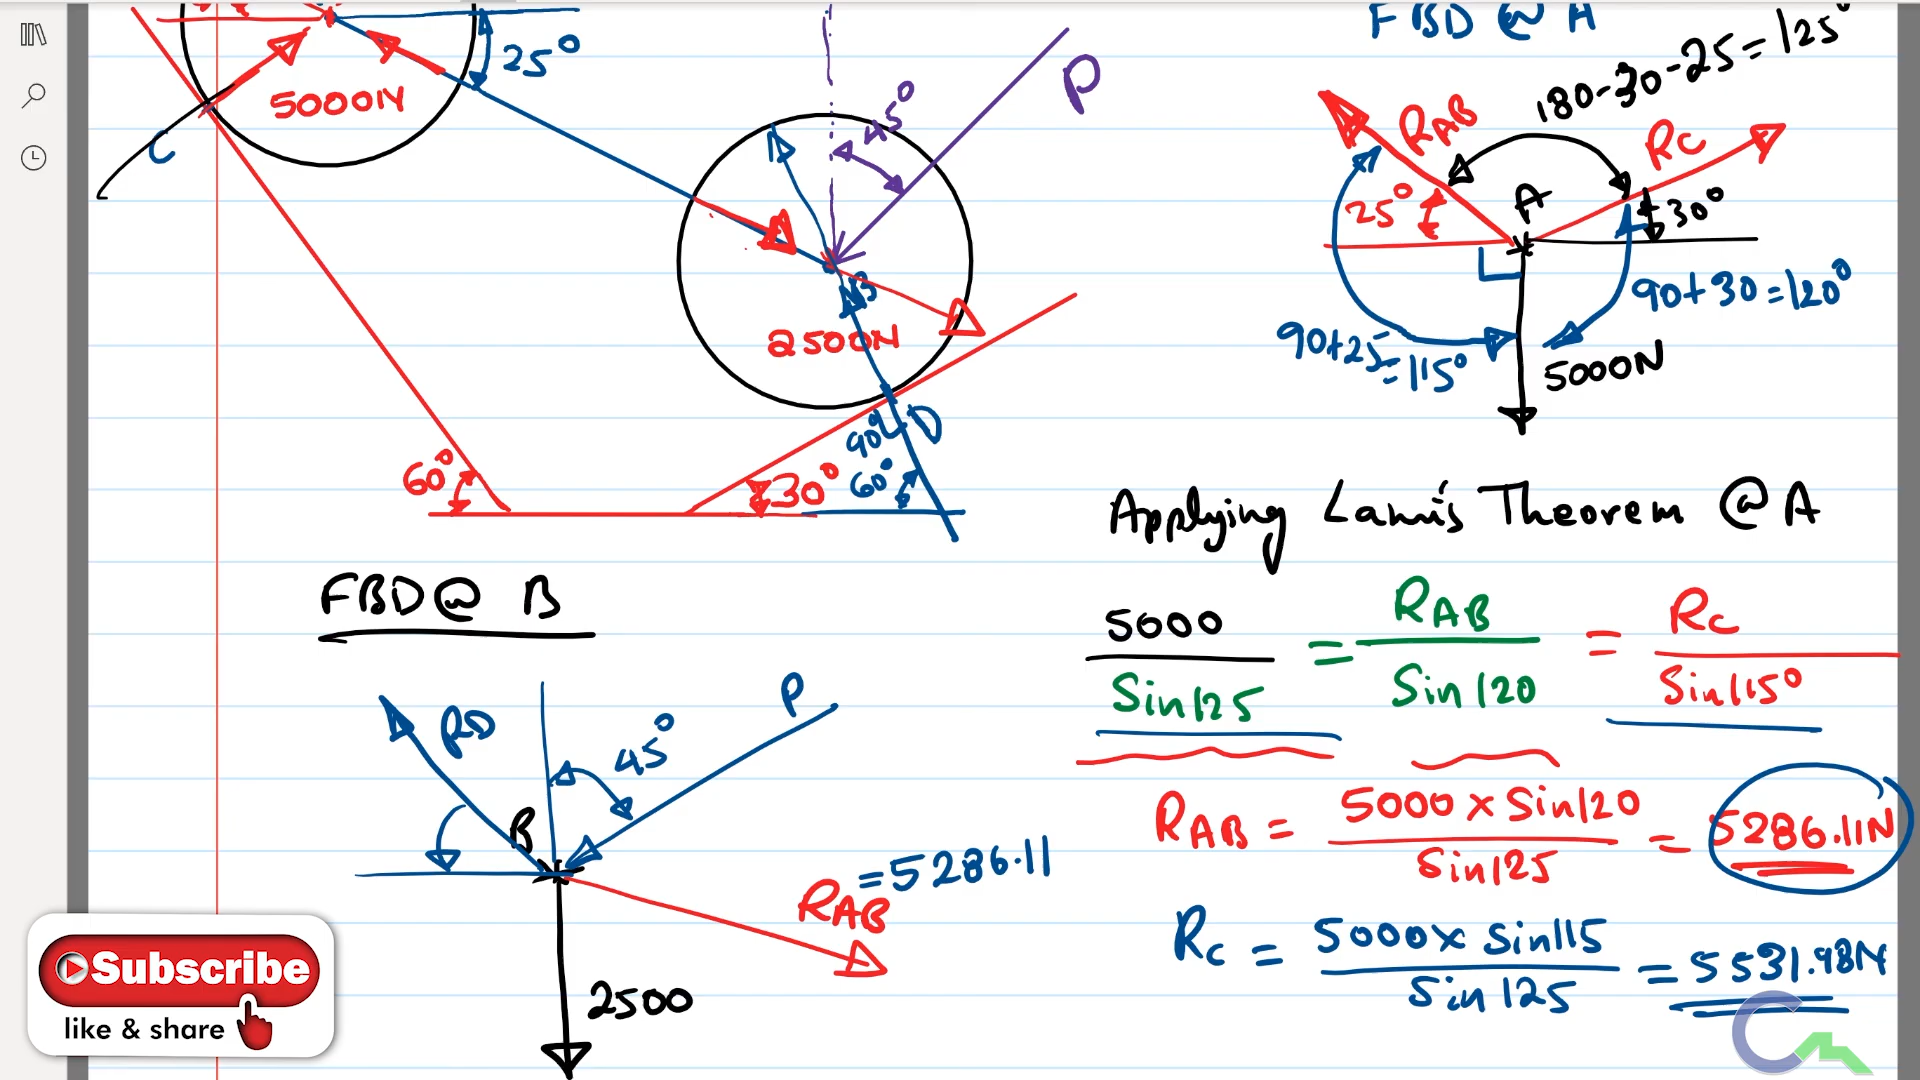 FBD @ A
25°
5000N
C
45°
P
B
2500N
90°
D
60°
30°
60°
180-30-25=125°
RAB
RC
25°
A
30°
90+30=120°
90+25
=115°
5000N
Applying Lami's Theorem @ A
5000 / Sin125 = RAB / Sin120 = RC / Sin115°
RAB = 5000 x Sin120 / Sin125 = 5286.11N
RC = 5000x Sin115 / Sin125 = 5531.98N
FBD@ B
RD
45°
P
B
RAB =5286.11
2500
Subscribe
like & share